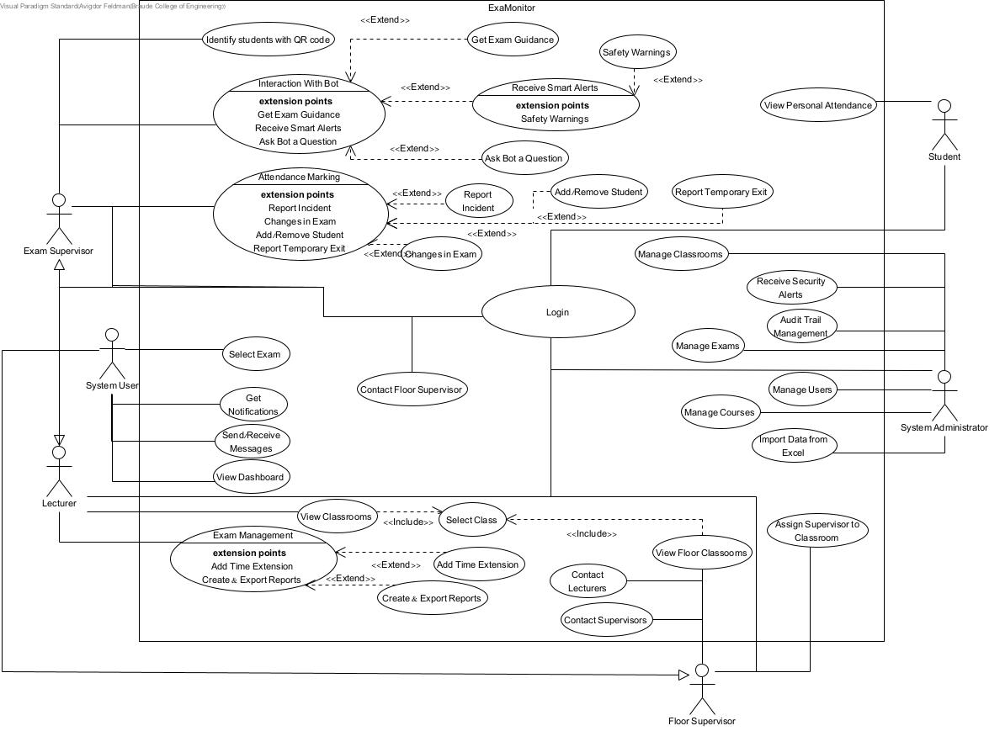 Visual Paradigm Standard(Avigdor Feldman(Braude College of Engineering))
ExaMonitor
<<Extend>>
Identify students with QR code
Get Exam Guidance
Safety Warnings
<<Extend>>
Interaction With Bot
extension points
Get Exam Guidance
Receive Smart Alerts
Ask Bot a Question
<<Extend>>
Receive Smart Alerts
extension points
Safety Warnings
View Personal Attendance
Student
<<Extend>>
Ask Bot a Question
Attendance Marking
extension points
Report Incident
Changes in Exam
Add/Remove Student
Report Temporary Exit
<<Extend>>
Report
Incident
Add/Remove Student
Report Temporary Exit
<<Extend>>
<<Extend>>
<<Extend>>
Changes in Exam
Exam Supervisor
Manage Classrooms
Receive Security
Alerts
Login
Audit Trail
Management
Manage Exams
Select Exam
System User
Contact Floor Supervisor
Manage Users
Get
Notifications
Manage Courses
System Administrator
Send/Receive
Messages
Import Data from
Excel
View Dashboard
Lecturer
View Classrooms
<<Include>>
Select Class
<<Include>>
Assign Supervisor to
Classroom
Exam Management
extension points
Add Time Extension
Create & Export Reports
<<Extend>>
Add Time Extension
<<Extend>>
Create & Export Reports
View Floor Classooms
Contact
Lecturers
Contact Supervisors
Floor Supervisor